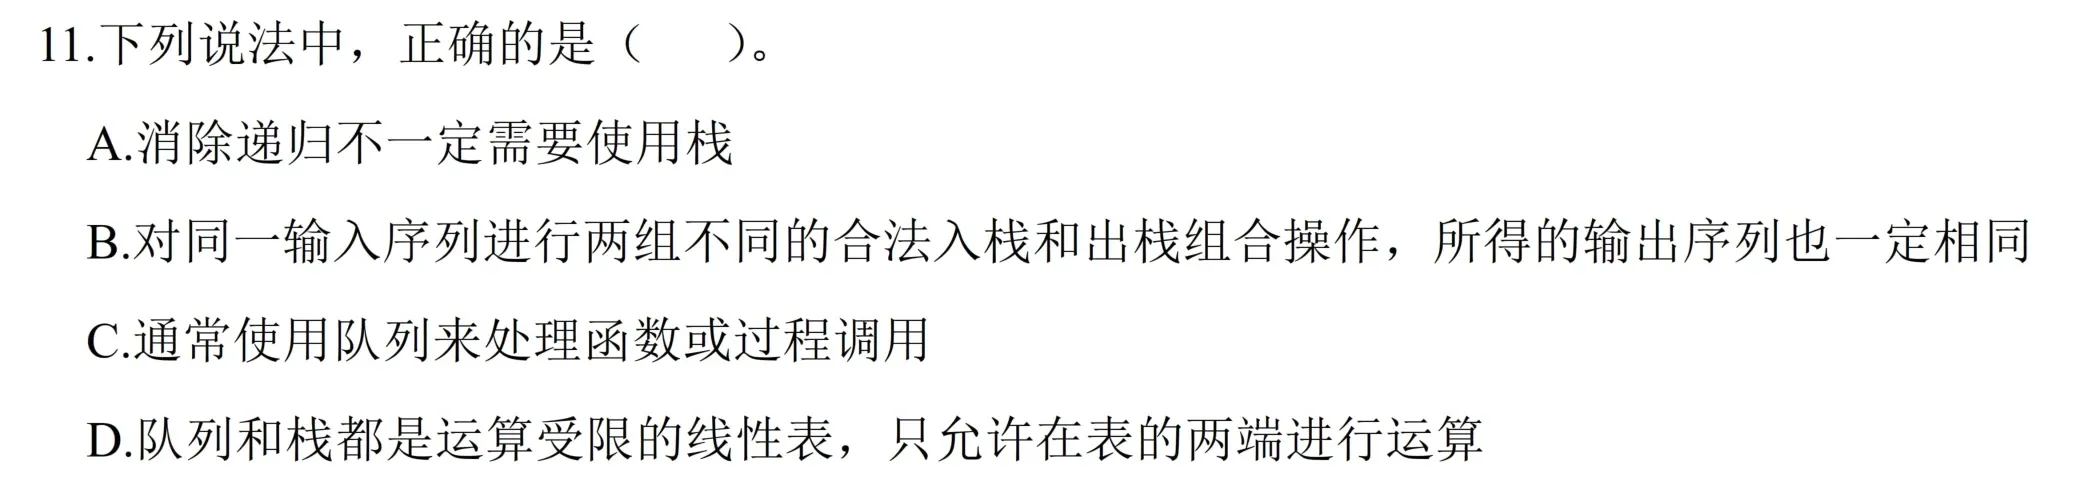 11.下列说法中，正确的是（　　）。
A.消除递归不一定需要使用栈
B.对同一输入序列进行两组不同的合法入栈和出栈组合操作，所得的输出序列也一定相同
C.通常使用队列来处理函数或过程调用
D.队列和栈都是运算受限的线性表，只允许在表的两端进行运算